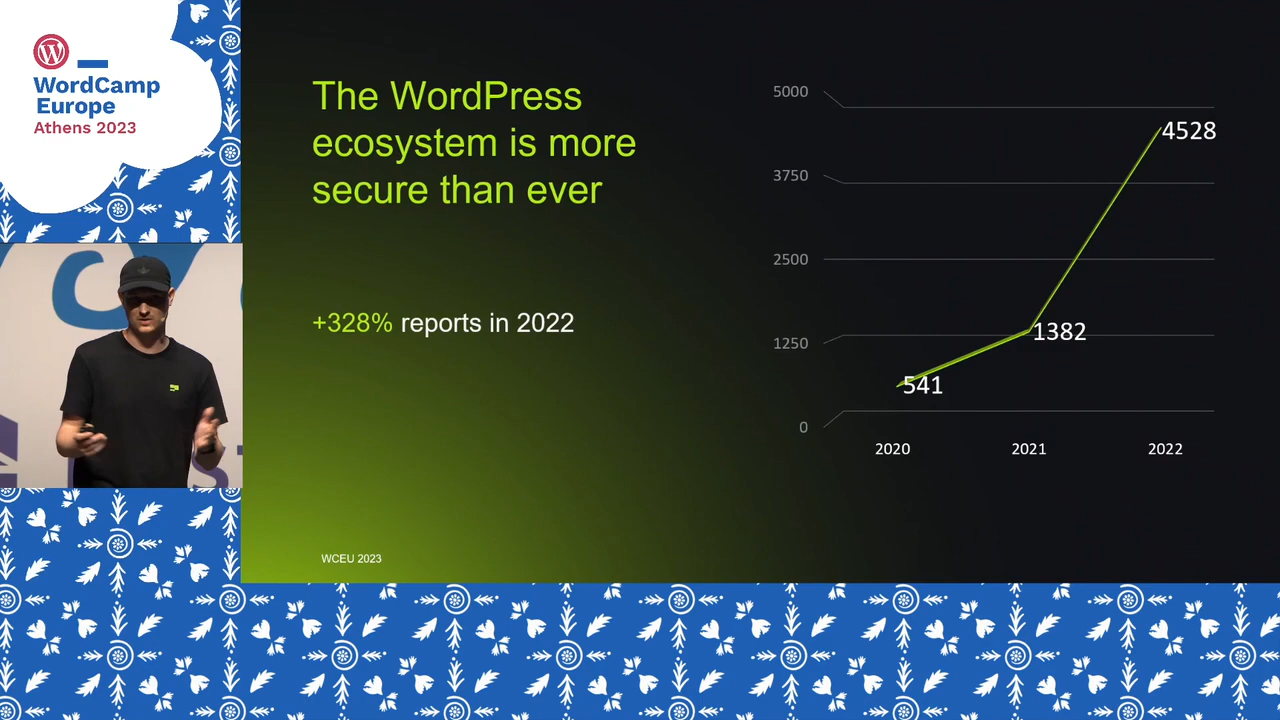 WordCamp
Europe
Athens 2023
The WordPress
ecosystem is more
secure than ever
+328% reports in 2022
5000
3750
2500
1250
0
4528
1382
541
2020
2021
2022
WCEU 2023